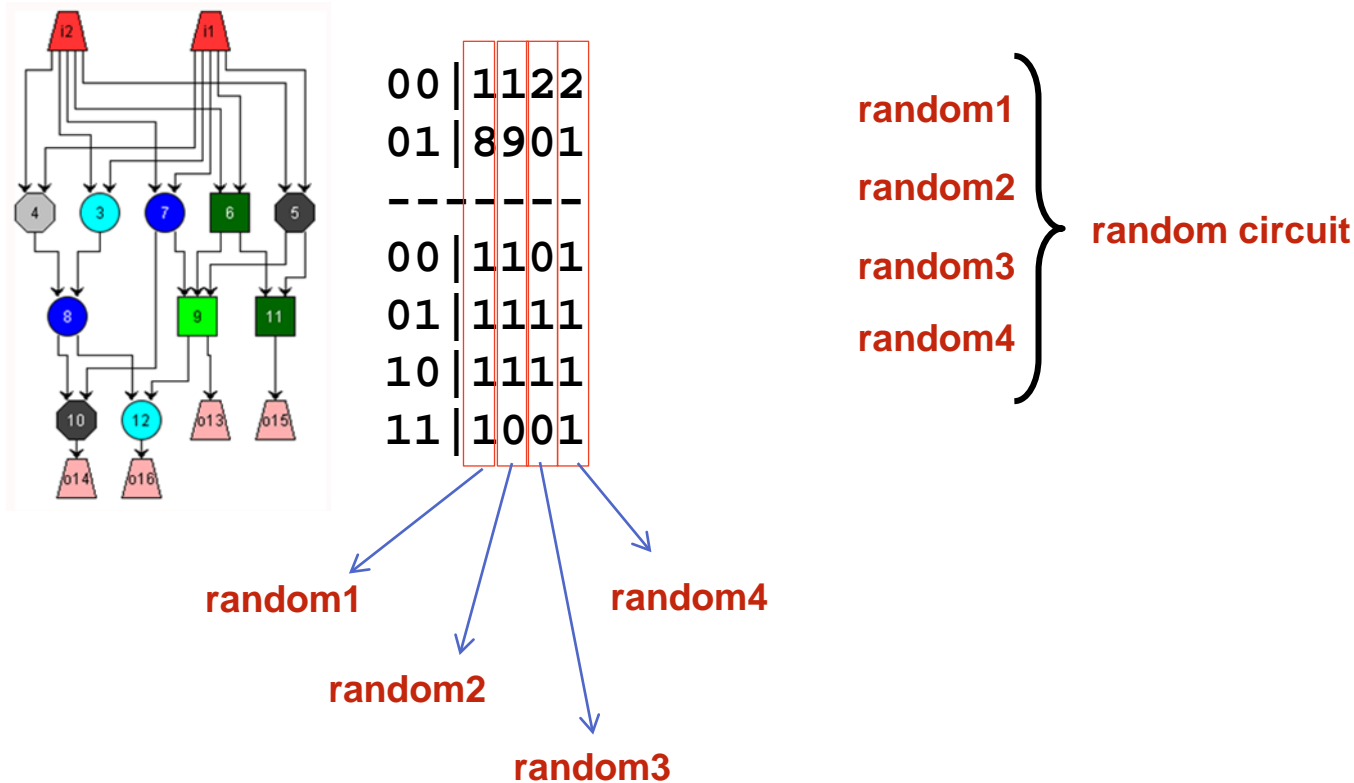 i2 i1
4 3 7 6 5
8 9 11
10 12 o13 o15
o14 o16
00|1122
01|8901
-------
00|1101
01|1111
10|1111
11|1001
random1
random2
random3
random4
random circuit
random1
random4
random2
random3